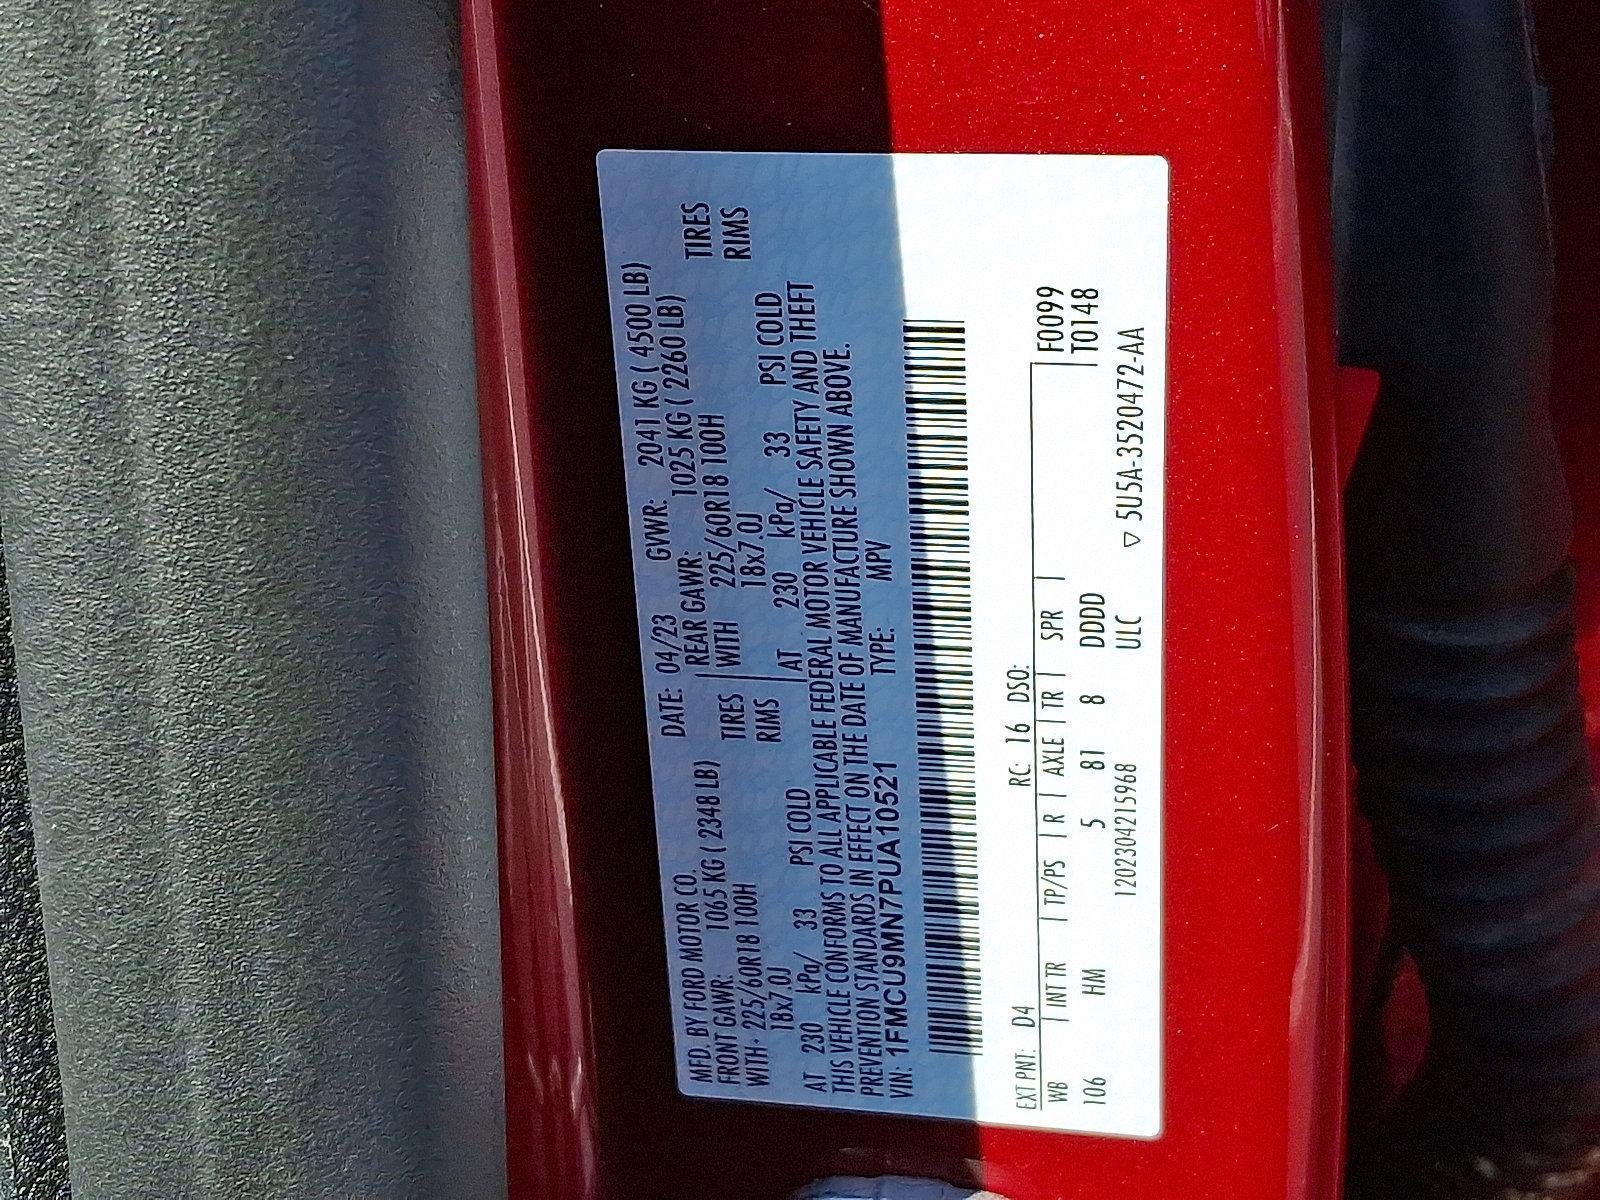 MFD. BY FORD MOTOR CO. DATE: 04/23 GVWR: 2041 KG ( 4500 LB)
FRONT GAWR: 1065 KG ( 2348 LB) REAR GAWR: 1025 KG ( 2260 LB)
WITH 225/60R18 100H TIRES WITH 225/60R18 100H TIRES
18x7.0J RIMS 18x7.0J RIMS
AT 230 kPa/ 33 PSI COLD AT 230 kPa/ 33 PSI COLD
THIS VEHICLE CONFORMS TO ALL APPLICABLE FEDERAL MOTOR VEHICLE SAFETY AND THEFT
PREVENTION STANDARDS IN EFFECT ON THE DATE OF MANUFACTURE SHOWN ABOVE.
VIN: 1FMCU9MN7PUA10521 TYPE: MPV
EXT PNT: D4 RC: 16 DSO: F0099
WB | INT TR | TP/PS | R | AXLE | TR | SPR | T0148
106 HM 5 81 8 DDDD
1202304215968 ULC ▽ 5U5A-3520472-AA